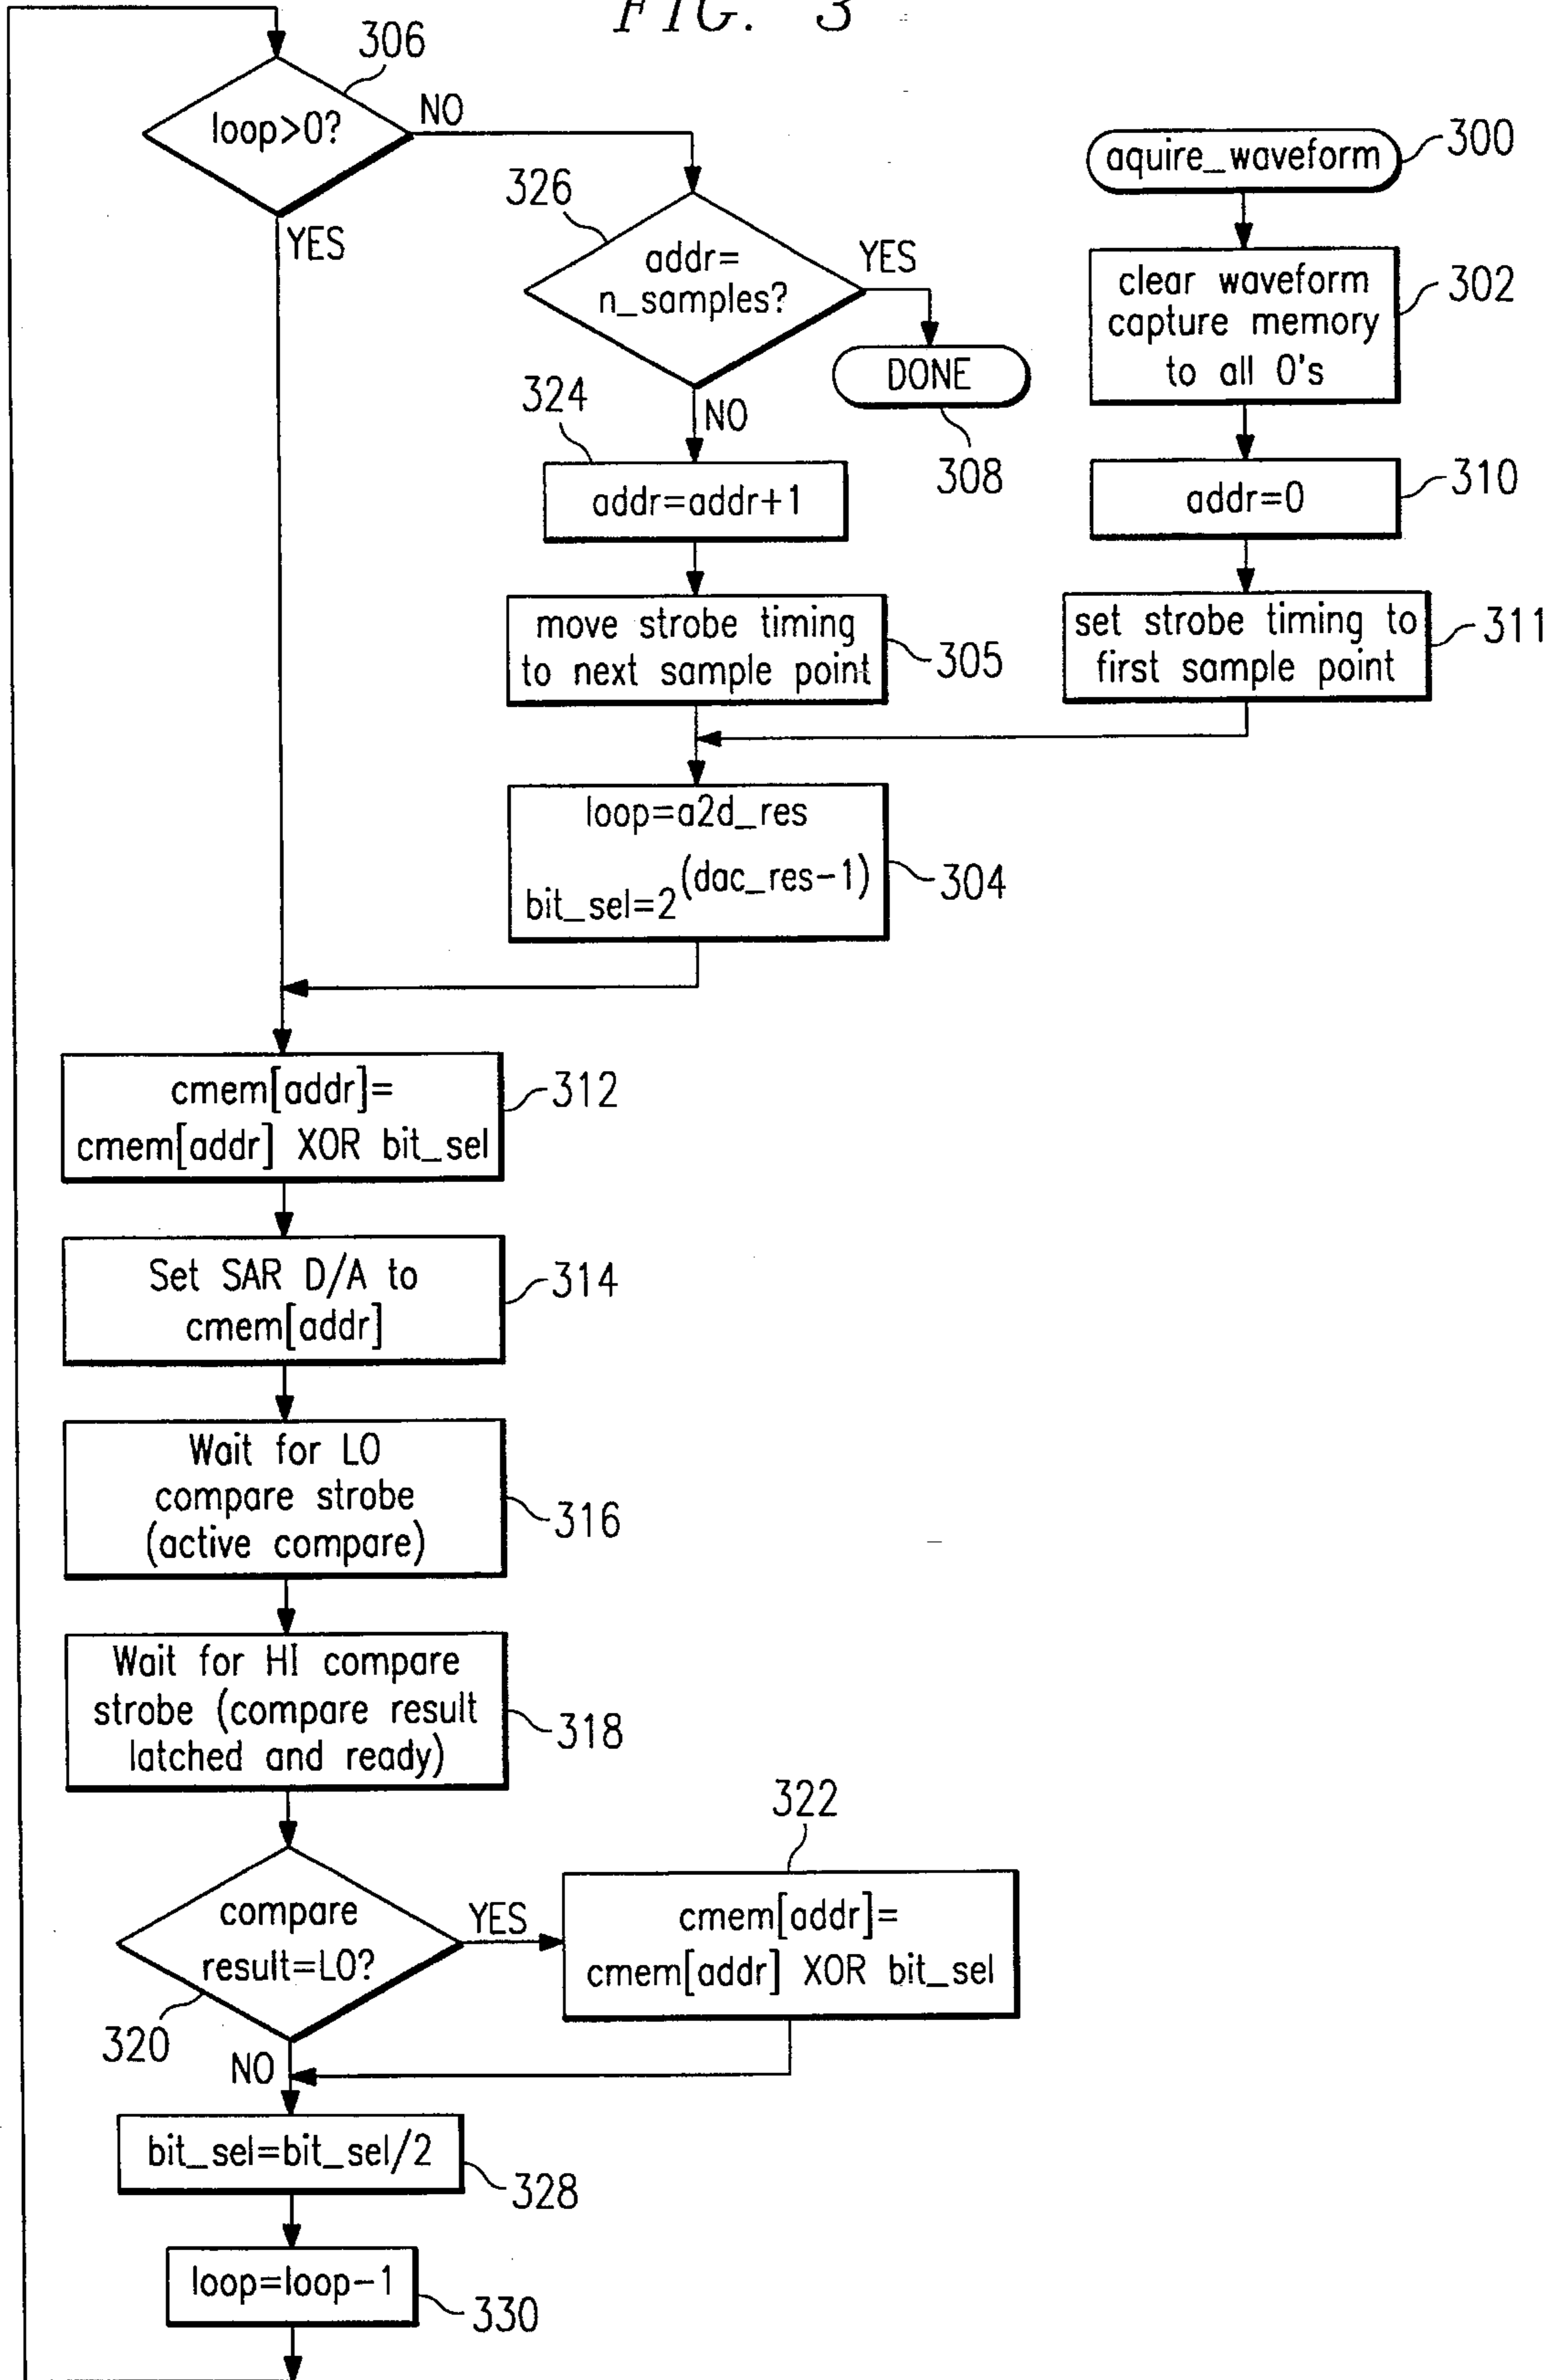 FIG. 3
306
loop>0?
NO
YES
326
addr=
n_samples?
YES
NO
DONE
308
aquire_waveform
300
clear waveform
capture memory
to all 0's
302
324
addr=addr+1
addr=0
310
move strobe timing
to next sample point
305
set strobe timing to
first sample point
311
loop=a2d_res
bit_sel=2(dac_res-1)
304
cmem[addr]=
cmem[addr] XOR bit_sel
312
Set SAR D/A to
cmem[addr]
314
Wait for LO
compare strobe
(active compare)
316
Wait for HI compare
strobe (compare result
latched and ready)
318
compare
result=LO?
320
YES
NO
322
cmem[addr]=
cmem[addr] XOR bit_sel
bit_sel=bit_sel/2
328
loop=loop-1
330